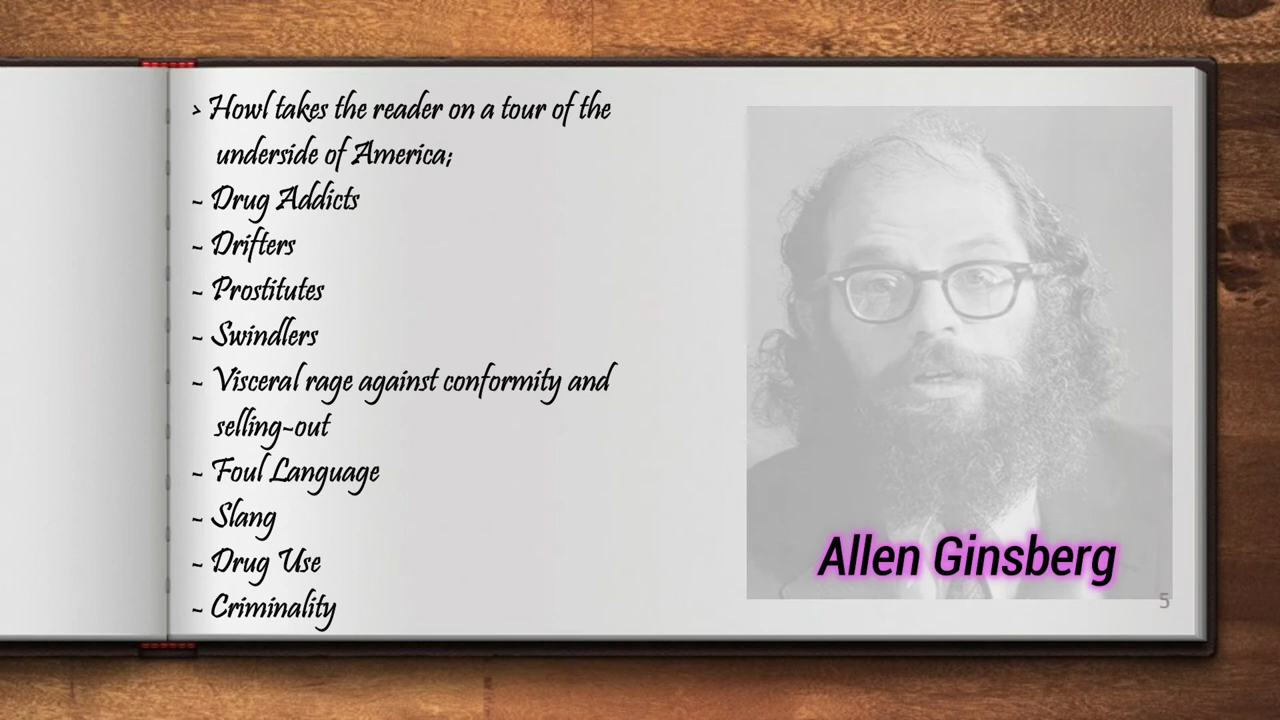 > Howl takes the reader on a tour of the
underside of America;
- Drug Addicts
- Drifters
- Prostitutes
- Swindlers
- Visceral rage against conformity and
selling-out
- Foul Language
- Slang
- Drug Use
- Criminality
Allen Ginsberg
5